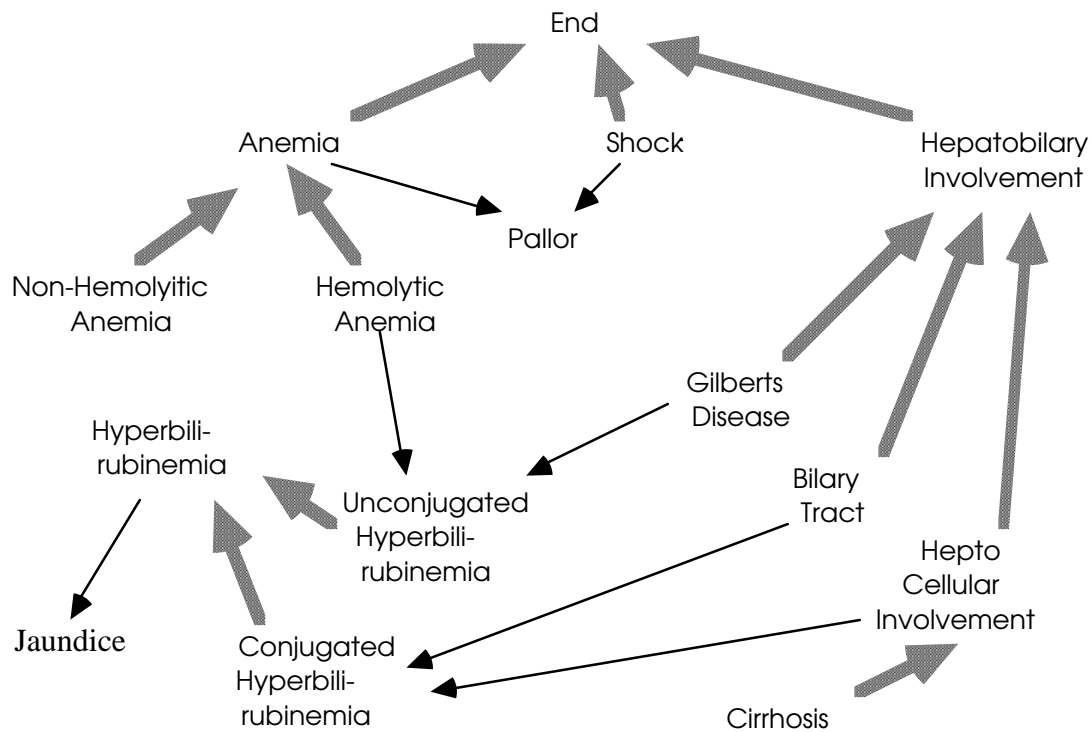 End
Anemia
Shock
Hepatobilary
Involvement
Pallor
Non-Hemolyitic
Anemia
Hemolytic
Anemia
Gilberts
Disease
Hyperbili-
rubinemia
Unconjugated
Hyperbili-
rubinemia
Bilary
Tract
Hepto
Cellular
Involvement
Jaundice
Conjugated
Hyperbili-
rubinemia
Cirrhosis